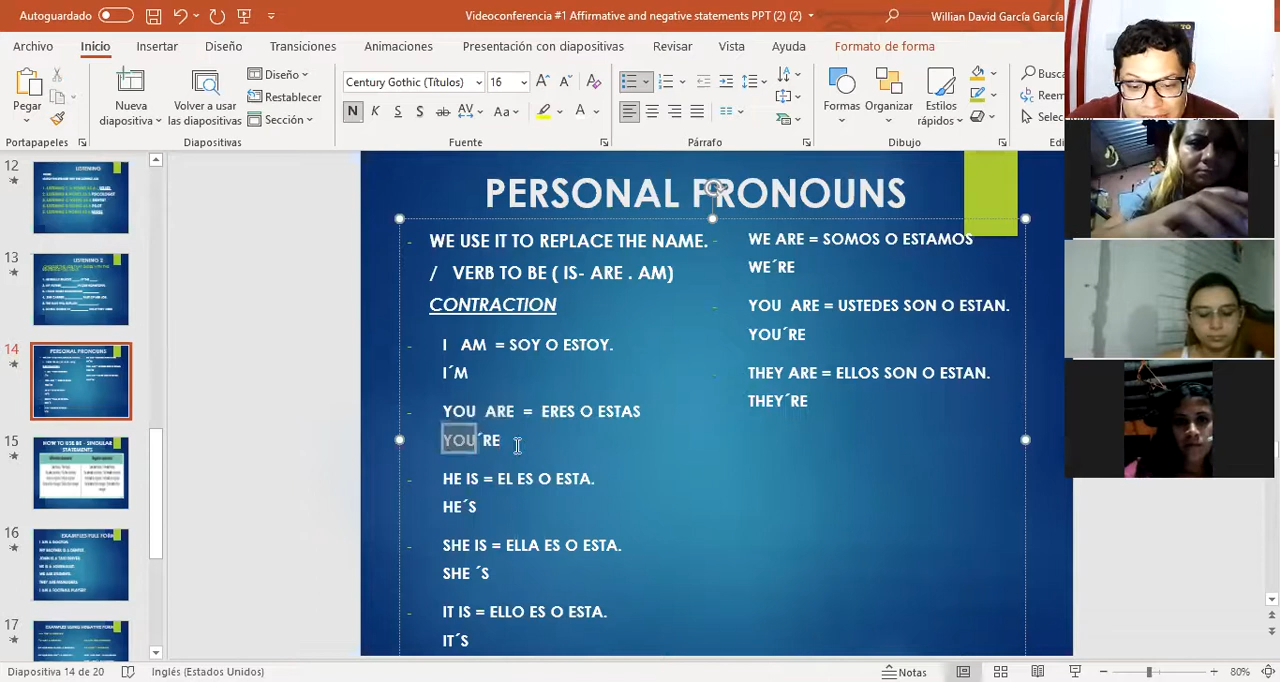 Autoguardado
Videoconferencia #1 Affirmative and negative statements PPT (2) (2)
Willian David García García
Archivo Inicio Insertar Diseño Transiciones Animaciones Presentación con diapositivas Revisar Vista Ayuda Formato de forma
Pegar
Nueva diapositiva
Volver a usar las diapositivas
Diseño
Restablecer
Sección
Century Gothic (Títulos) 16
N K S S ab AV Aa A
Formas
Organizar
Estilos rápidos
Portapapeles Diapositivas Fuente Párrafo Dibujo
12
LISTENING
13
LISTENING 2
14
PERSONAL PRONOUNS
15
HOW TO USE BE - SINGULAR
16
EXAMPLES FULL FORM
17
PERSONAL PRONOUNS
- WE USE IT TO REPLACE THE NAME.
/ VERB TO BE ( IS- ARE . AM)
CONTRACTION
- I AM = SOY O ESTOY.
I´M
- YOU ARE = ERES O ESTAS
YOU´RE
- HE IS = EL ES O ESTA.
HE´S
- SHE IS = ELLA ES O ESTA.
SHE ´S
- IT IS = ELLO ES O ESTA.
IT´S
- WE ARE = SOMOS O ESTAMOS
WE´RE
- YOU ARE = USTEDES SON O ESTAN.
YOU´RE
- THEY ARE = ELLOS SON O ESTAN.
THEY´RE
Diapositiva 14 de 20
Inglés (Estados Unidos)
Notas
80%